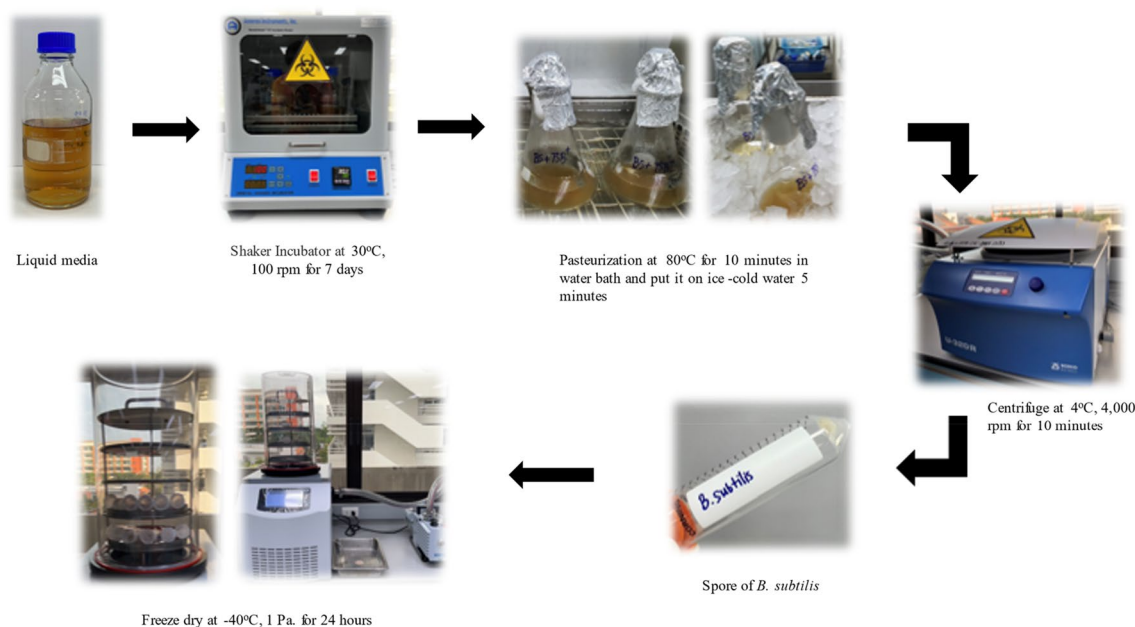 Liquid media
Shaker Incubator at 30°C,
100 rpm for 7 days
Pasteurization at 80°C for 10 minutes in
water bath and put it on ice -cold water 5
minutes
U-320R
Centrifuge at 4°C, 4,000
rpm for 10 minutes
B. subtilis
Spore of B. subtilis
Freeze dry at -40°C, 1 Pa. for 24 hours